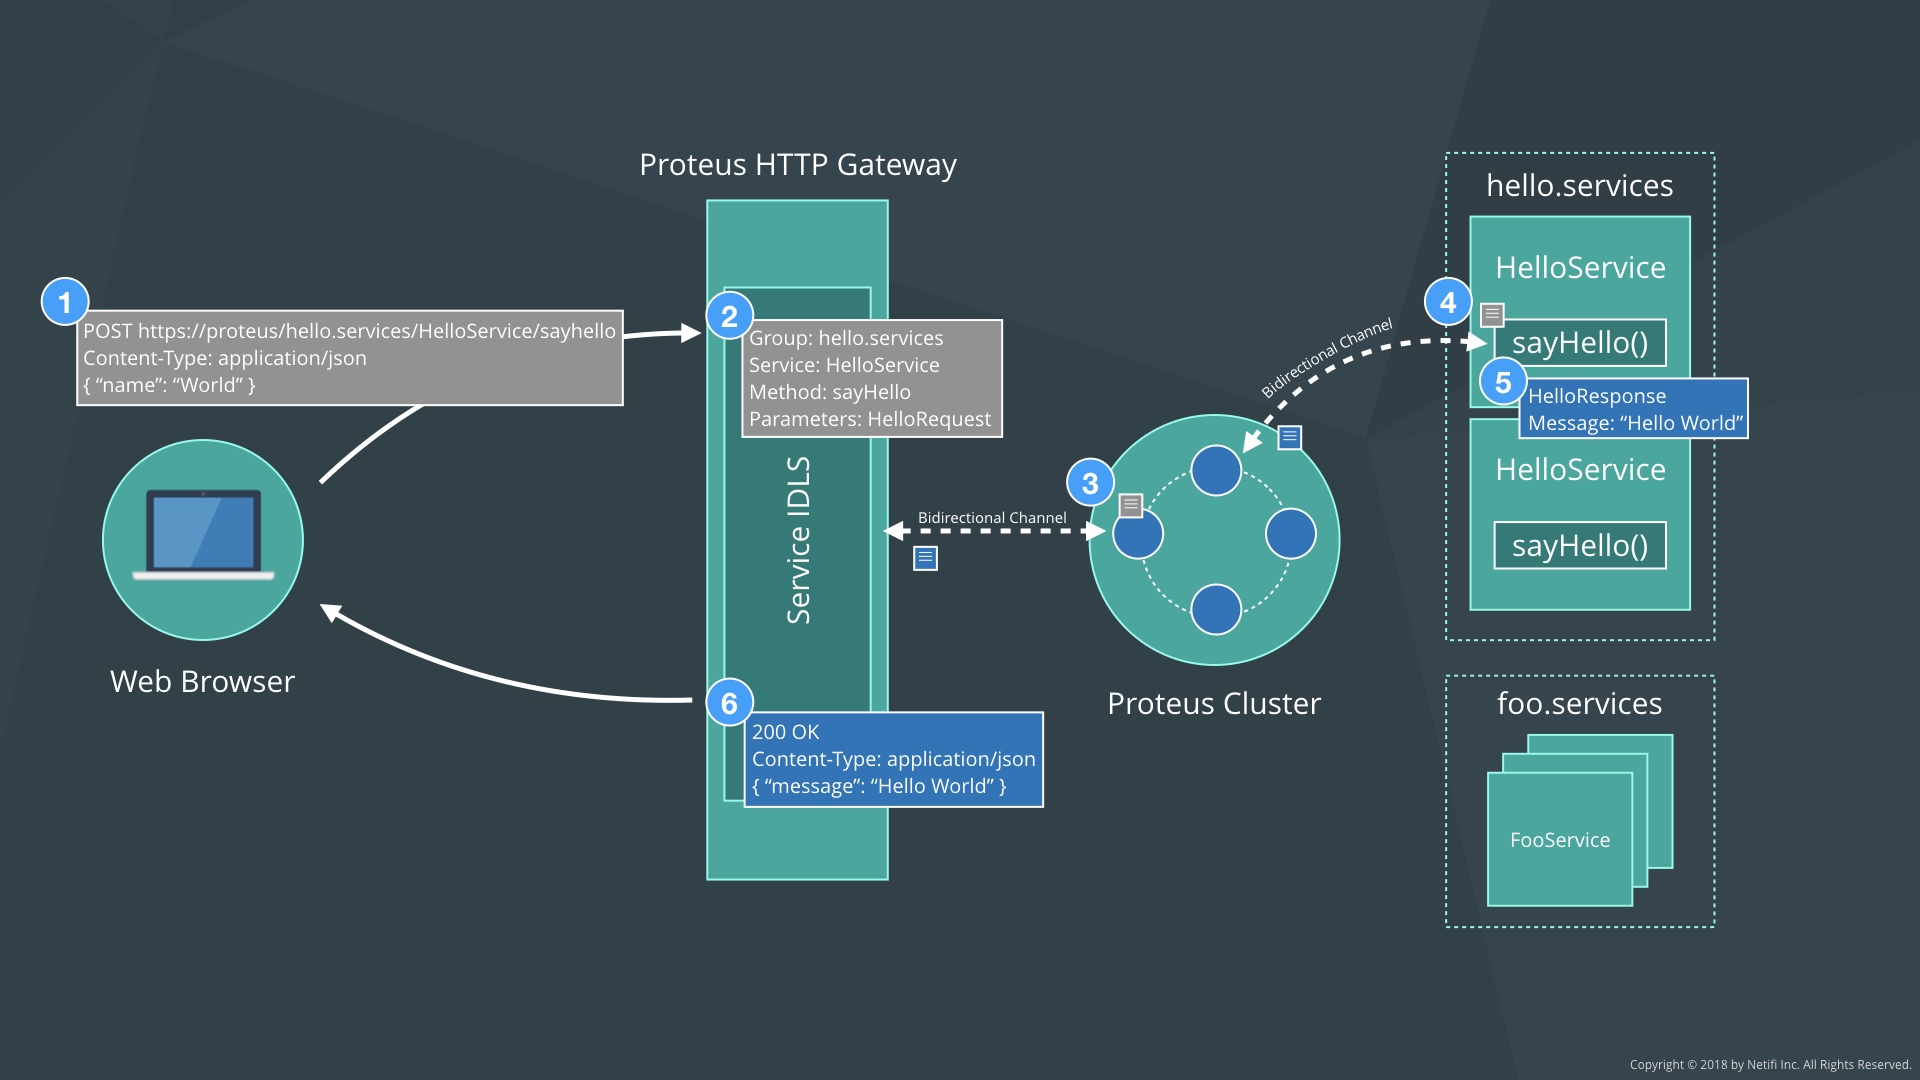 Proteus HTTP Gateway
1
POST https://proteus/hello.services/HelloService/sayhello
Content-Type: application/json
{ “name”: “World” }
Web Browser
2
Group: hello.services
Service: HelloService
Method: sayHello
Parameters: HelloRequest
Service IDLS
Bidirectional Channel
3
Proteus Cluster
Bidirectional Channel
hello.services
HelloService
4
sayHello()
5
HelloResponse
Message: “Hello World”
HelloService
sayHello()
foo.services
FooService
6
200 OK
Content-Type: application/json
{ “message”: “Hello World” }
Copyright © 2018 by Netifi Inc. All Rights Reserved.